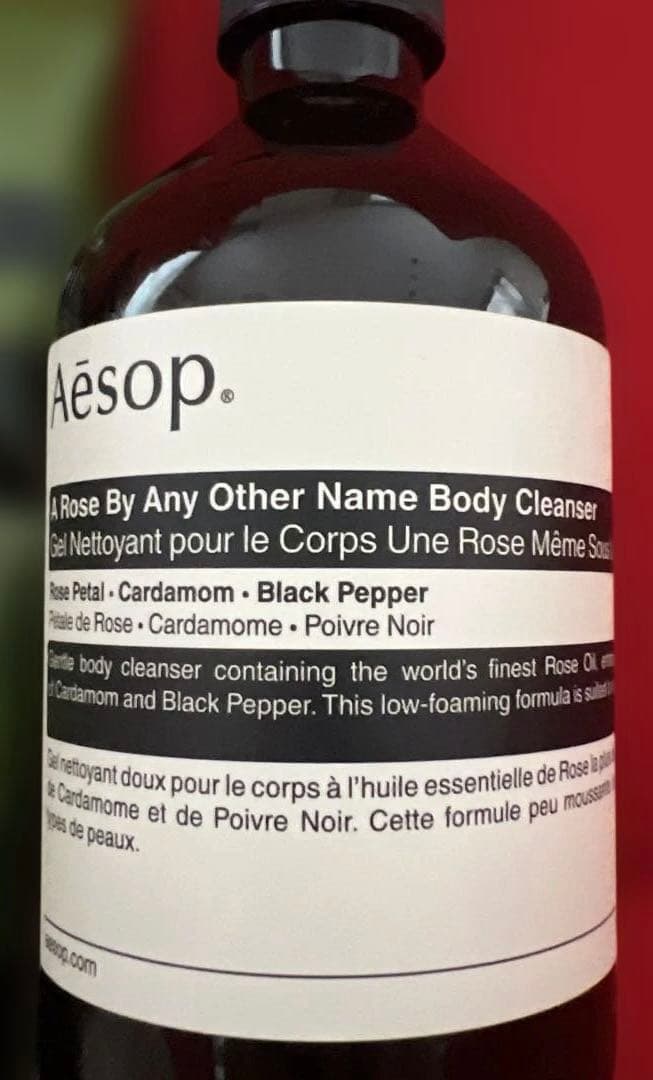 Aēsop.®
A Rose By Any Other Name Body Cleanser
Gel Nettoyant pour le Corps Une Rose Même
Rose Petal • Cardamom • Black Pepper
Pétale de Rose • Cardamome • Poivre Noir
Gentle body cleanser containing the world's finest Rose Oil
of Cardamom and Black Pepper. This low-foaming formula is suited
Gel nettoyant doux pour le corps à l'huile essentielle de Rose la
de Cardamome et de Poivre Noir. Cette formule peu moussante
types de peaux.
aesop.com